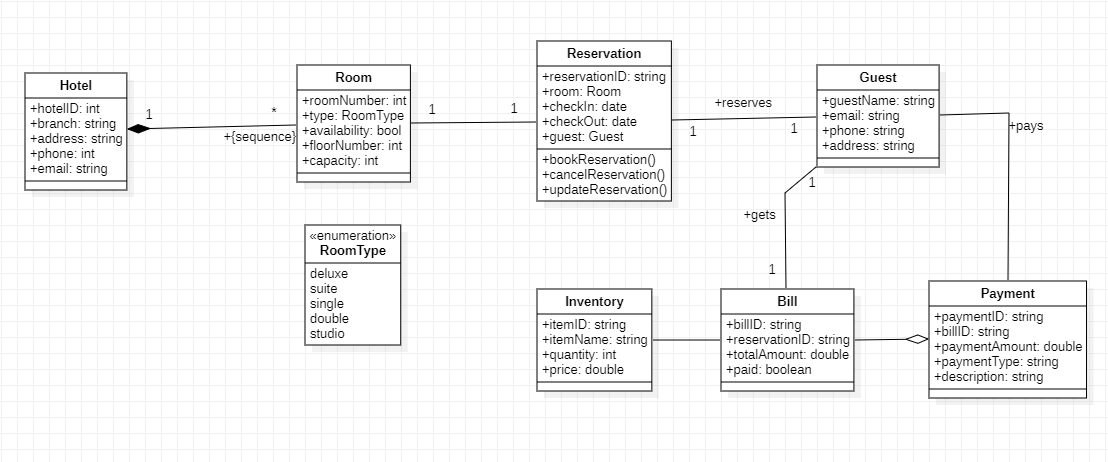 Hotel
+hotelID: int
+branch: string
+address: string
+phone: int
+email: string
1
*
+{sequence}
Room
+roomNumber: int
+type: RoomType
+availability: bool
+floorNumber: int
+capacity: int
1
1
Reservation
+reservationID: string
+room: Room
+checkIn: date
+checkOut: date
+guest: Guest
+bookReservation()
+cancelReservation()
+updateReservation()
+reserves
1
1
Guest
+guestName: string
+email: string
+phone: string
+address: string
+pays
1
+gets
1
«enumeration»
RoomType
deluxe
suite
single
double
studio
Inventory
+itemID: string
+itemName: string
+quantity: int
+price: double
Bill
+billID: string
+reservationID: string
+totalAmount: double
+paid: boolean
Payment
+paymentID: string
+billID: string
+paymentAmount: double
+paymentType: string
+description: string